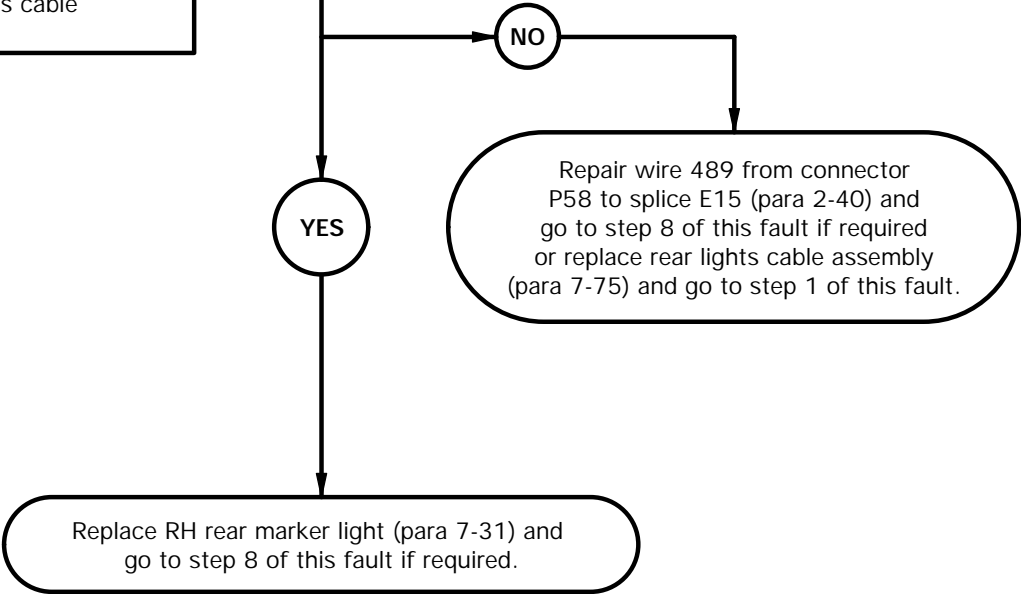 s cable
NO
Repair wire 489 from connector
P58 to splice E15 (para 2-40) and
go to step 8 of this fault if required
or replace rear lights cable assembly
(para 7-75) and go to step 1 of this fault.
YES
Replace RH rear marker light (para 7-31) and
go to step 8 of this fault if required.